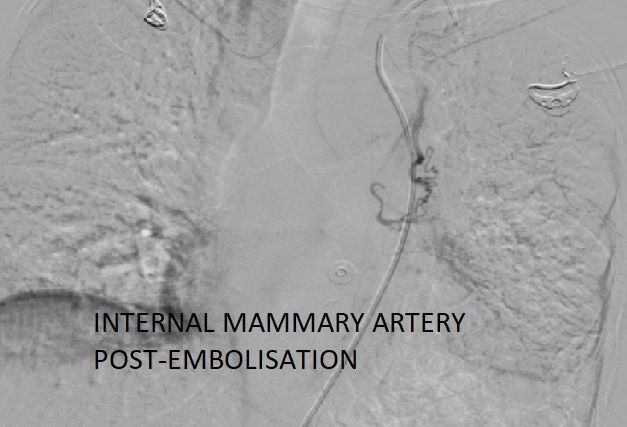 INTERNAL MAMMARY ARTERY
POST-EMBOLISATION